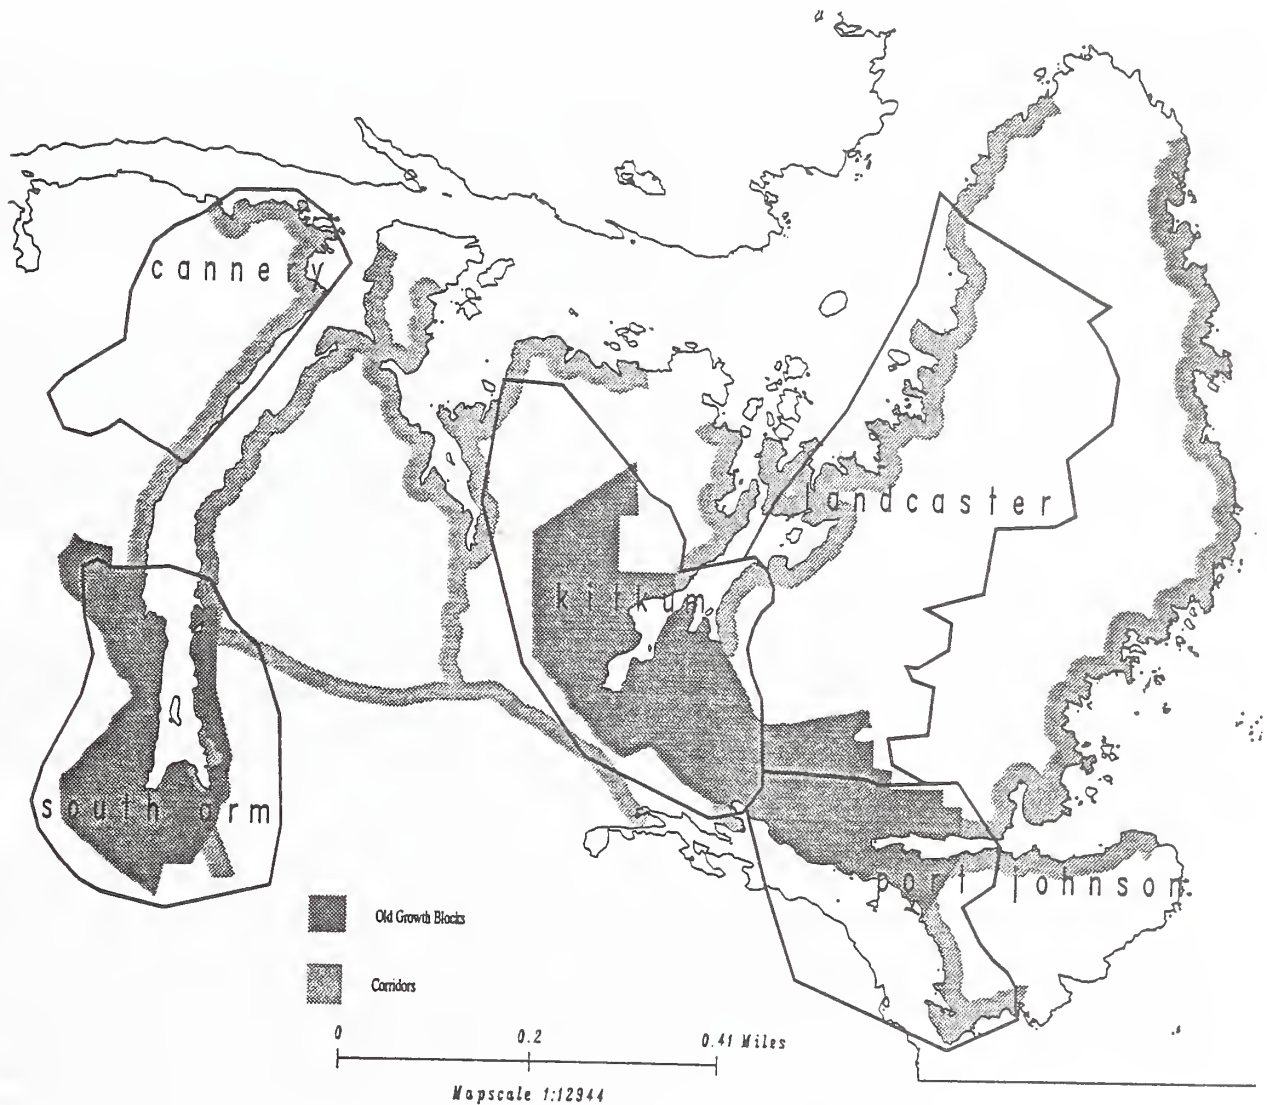 cannery
landcaster
kitkum
south arm
port johnson
Old Growth Blocks
Corridors
0 0.2 0.41 Miles
Mapscale 1:12944